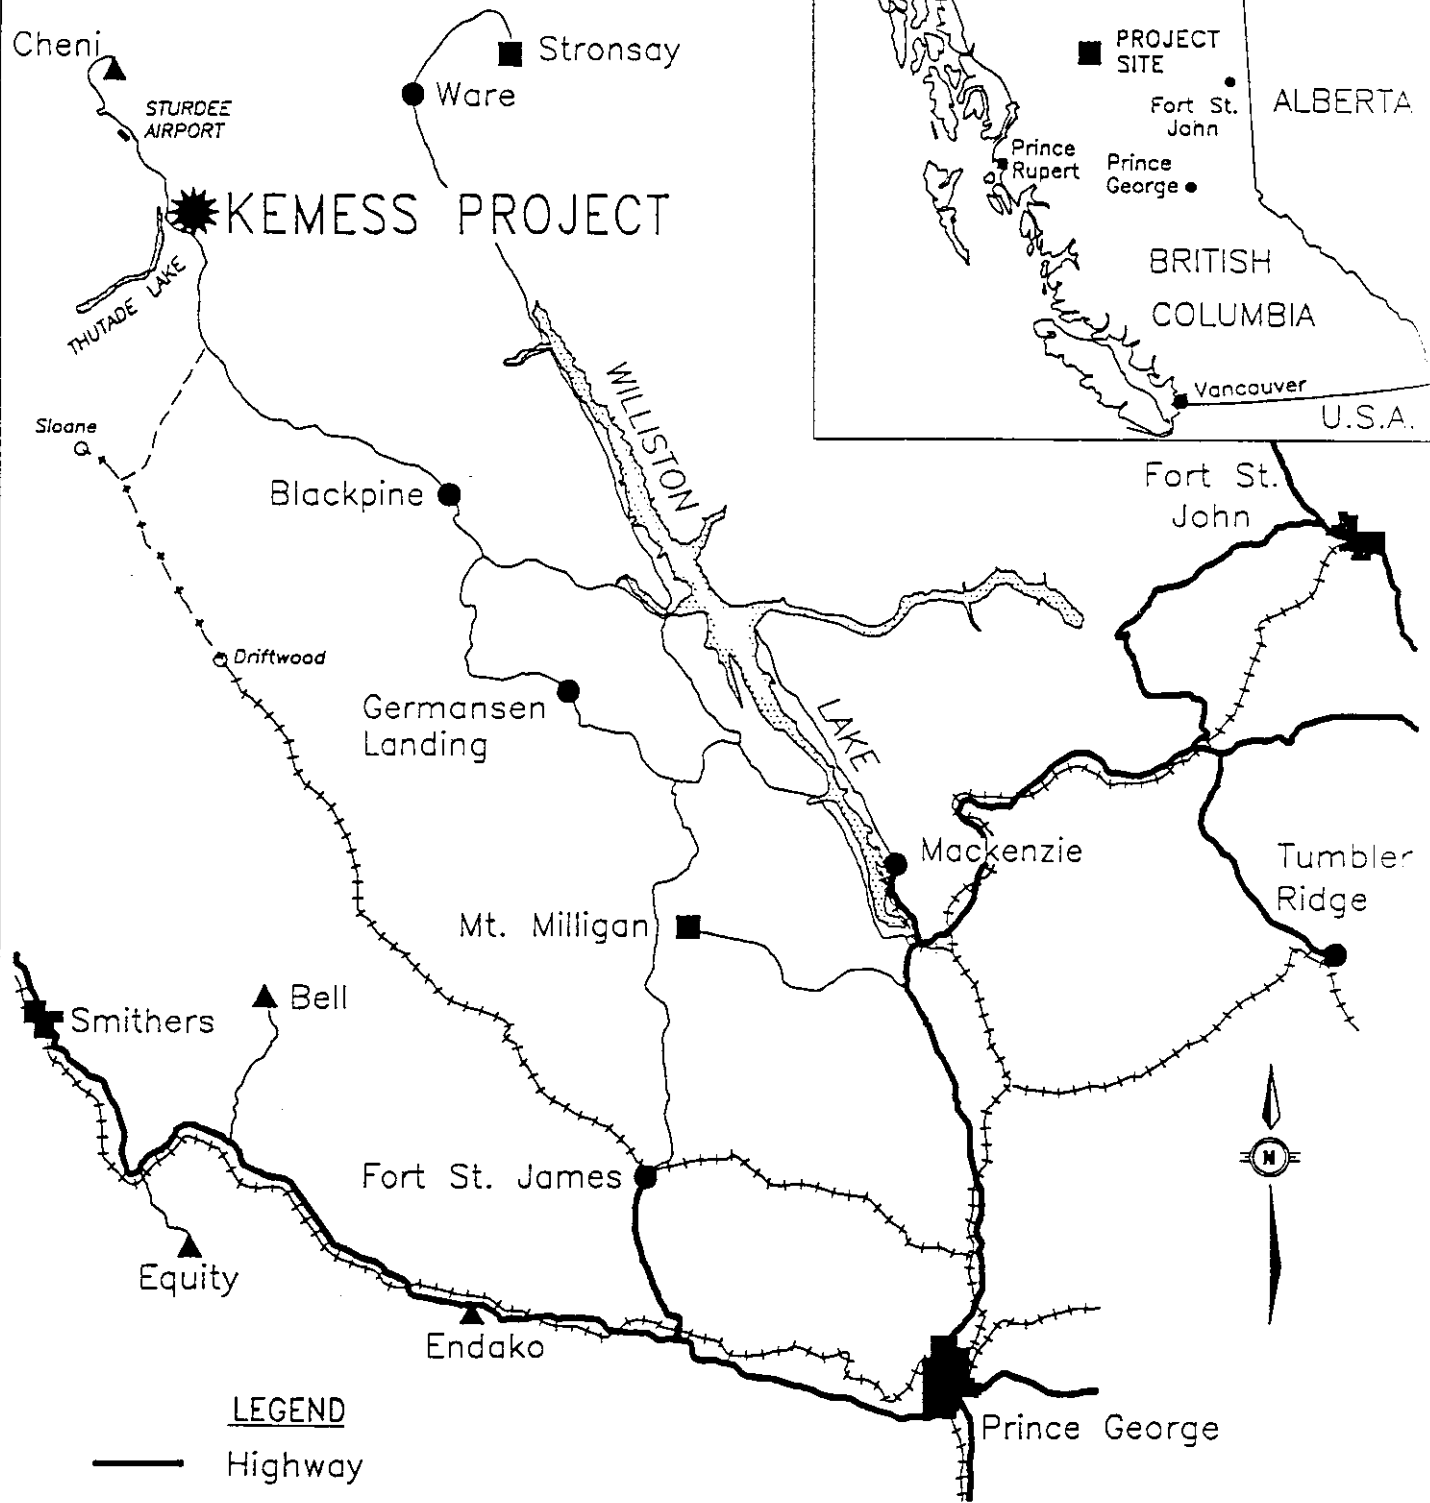 Cheni
STURDEE
AIRPORT
Stronsay
Ware
KEMESS PROJECT
THUTADE LAKE
PROJECT
SITE
Fort St.
John
ALBERTA
Prince
Rupert
Prince
George
BRITISH
COLUMBIA
Vancouver
U.S.A.
Sloane
WILLISTON
Blackpine
Fort St.
John
Driftwood
Germansen
Landing
LAKE
Mackenzie
Tumbler
Ridge
Mt. Milligan
Bell
Smithers
N
Fort St. James
Equity
Endako
Prince George
LEGEND
Highway